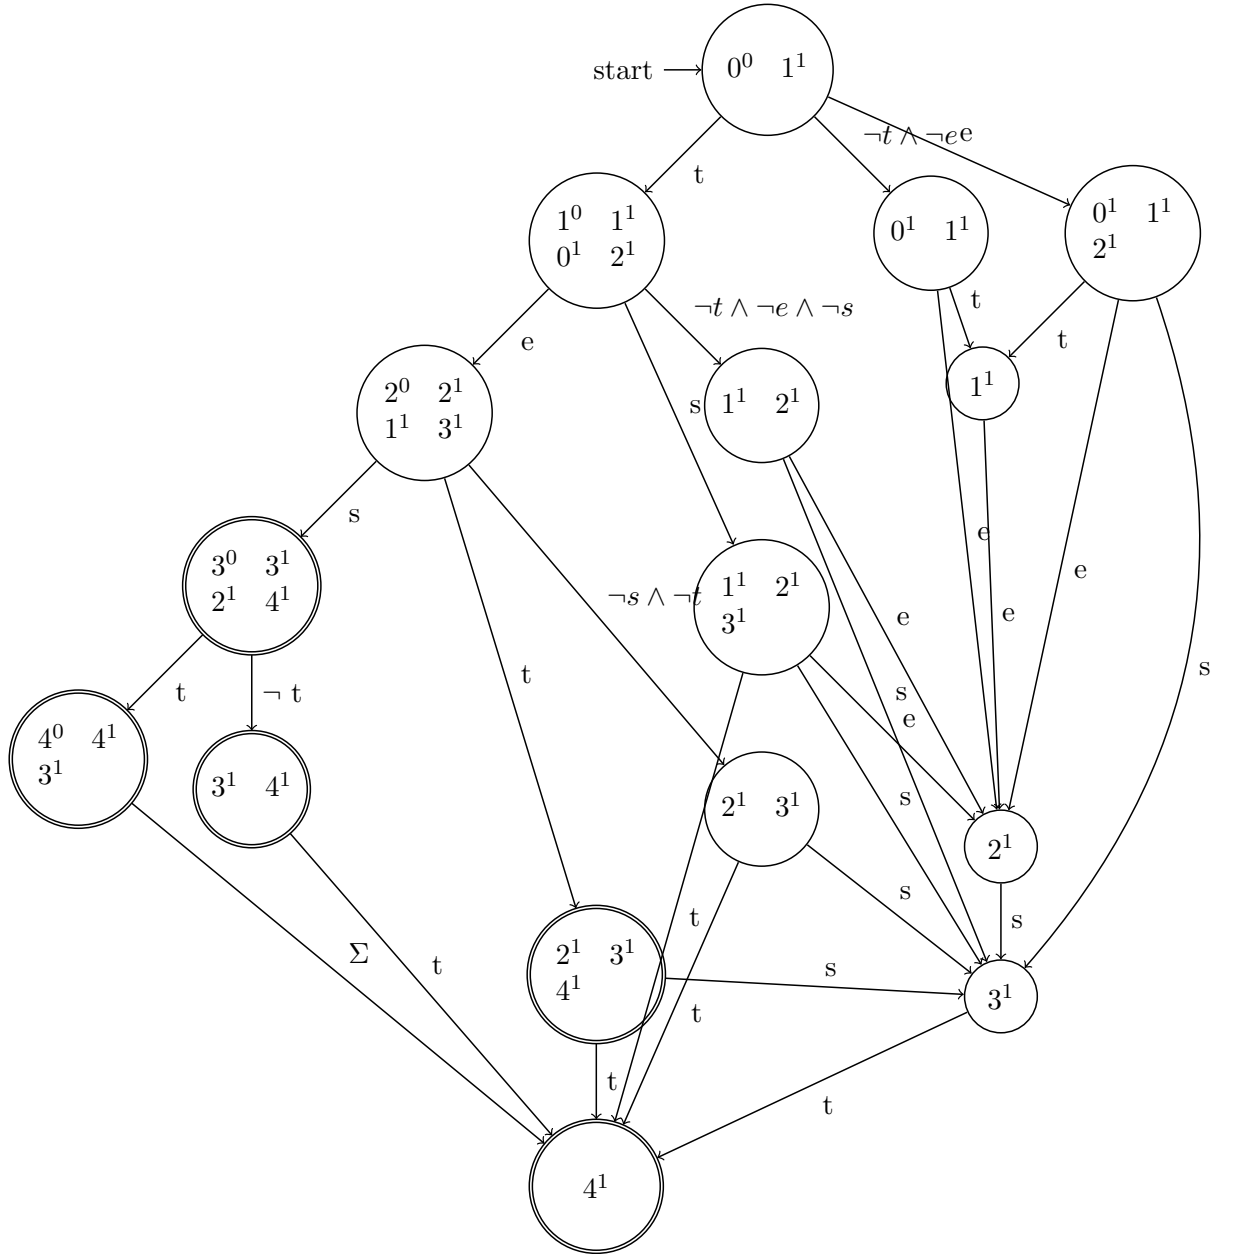 start
0⁰ 1¹
¬t ∧ ¬e
e
t
1⁰ 1¹
0¹ 2¹
0¹ 1¹
0¹ 1¹
2¹
t
¬t ∧ ¬e ∧ ¬s
e
t
2⁰ 2¹
1¹ 3¹
s
1¹ 2¹
1¹
s
e
3⁰ 3¹
2¹ 4¹
¬s ∧ ¬t
1¹ 2¹
3¹
e
e
e
s
t
s
e
t
¬ t
4⁰ 4¹
3¹
3¹ 4¹
2¹ 3¹
s
2¹
s
t
s
Σ
t
2¹ 3¹
4¹
s
3¹
t
t
t
4¹